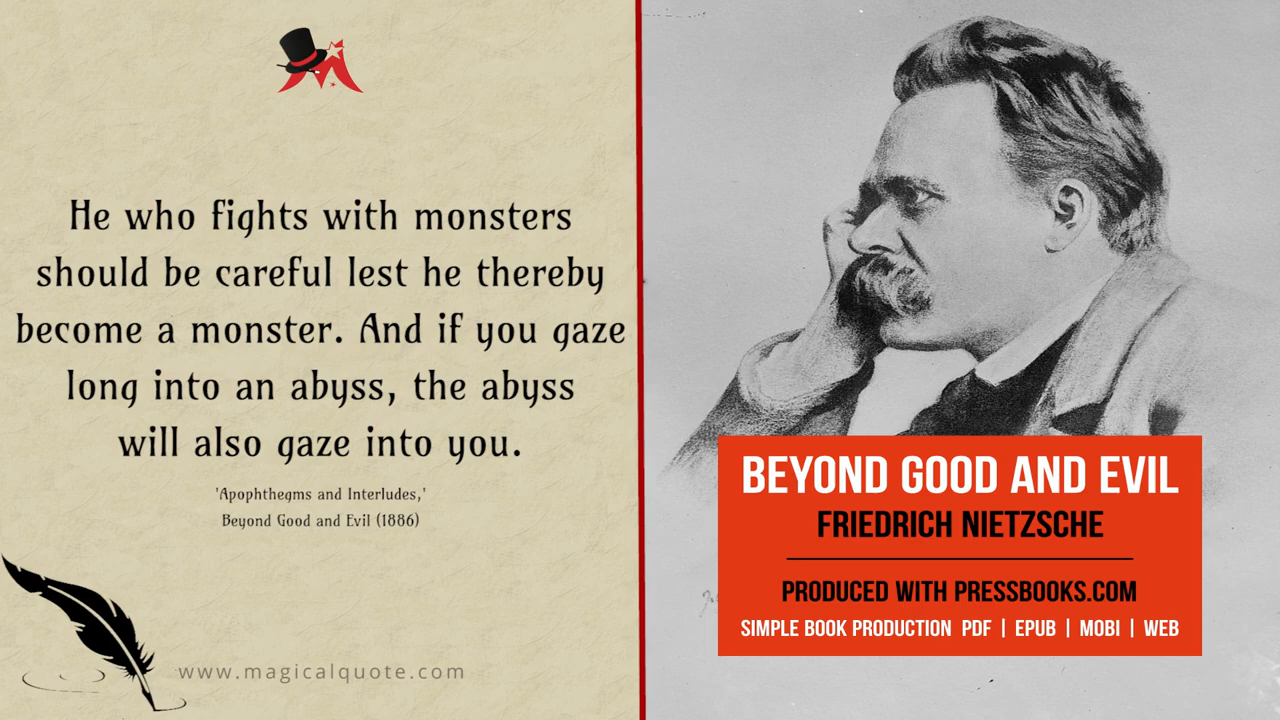 He who fights with monsters
should be careful lest he thereby
become a monster. And if you gaze
long into an abyss, the abyss
will also gaze into you.
'Apophthegms and Interludes,'
Beyond Good and Evil (1886)
www.magicalquote.com
BEYOND GOOD AND EVIL
FRIEDRICH NIETZSCHE
PRODUCED WITH PRESSBOOKS.COM
SIMPLE BOOK PRODUCTION PDF | EPUB | MOBI | WEB